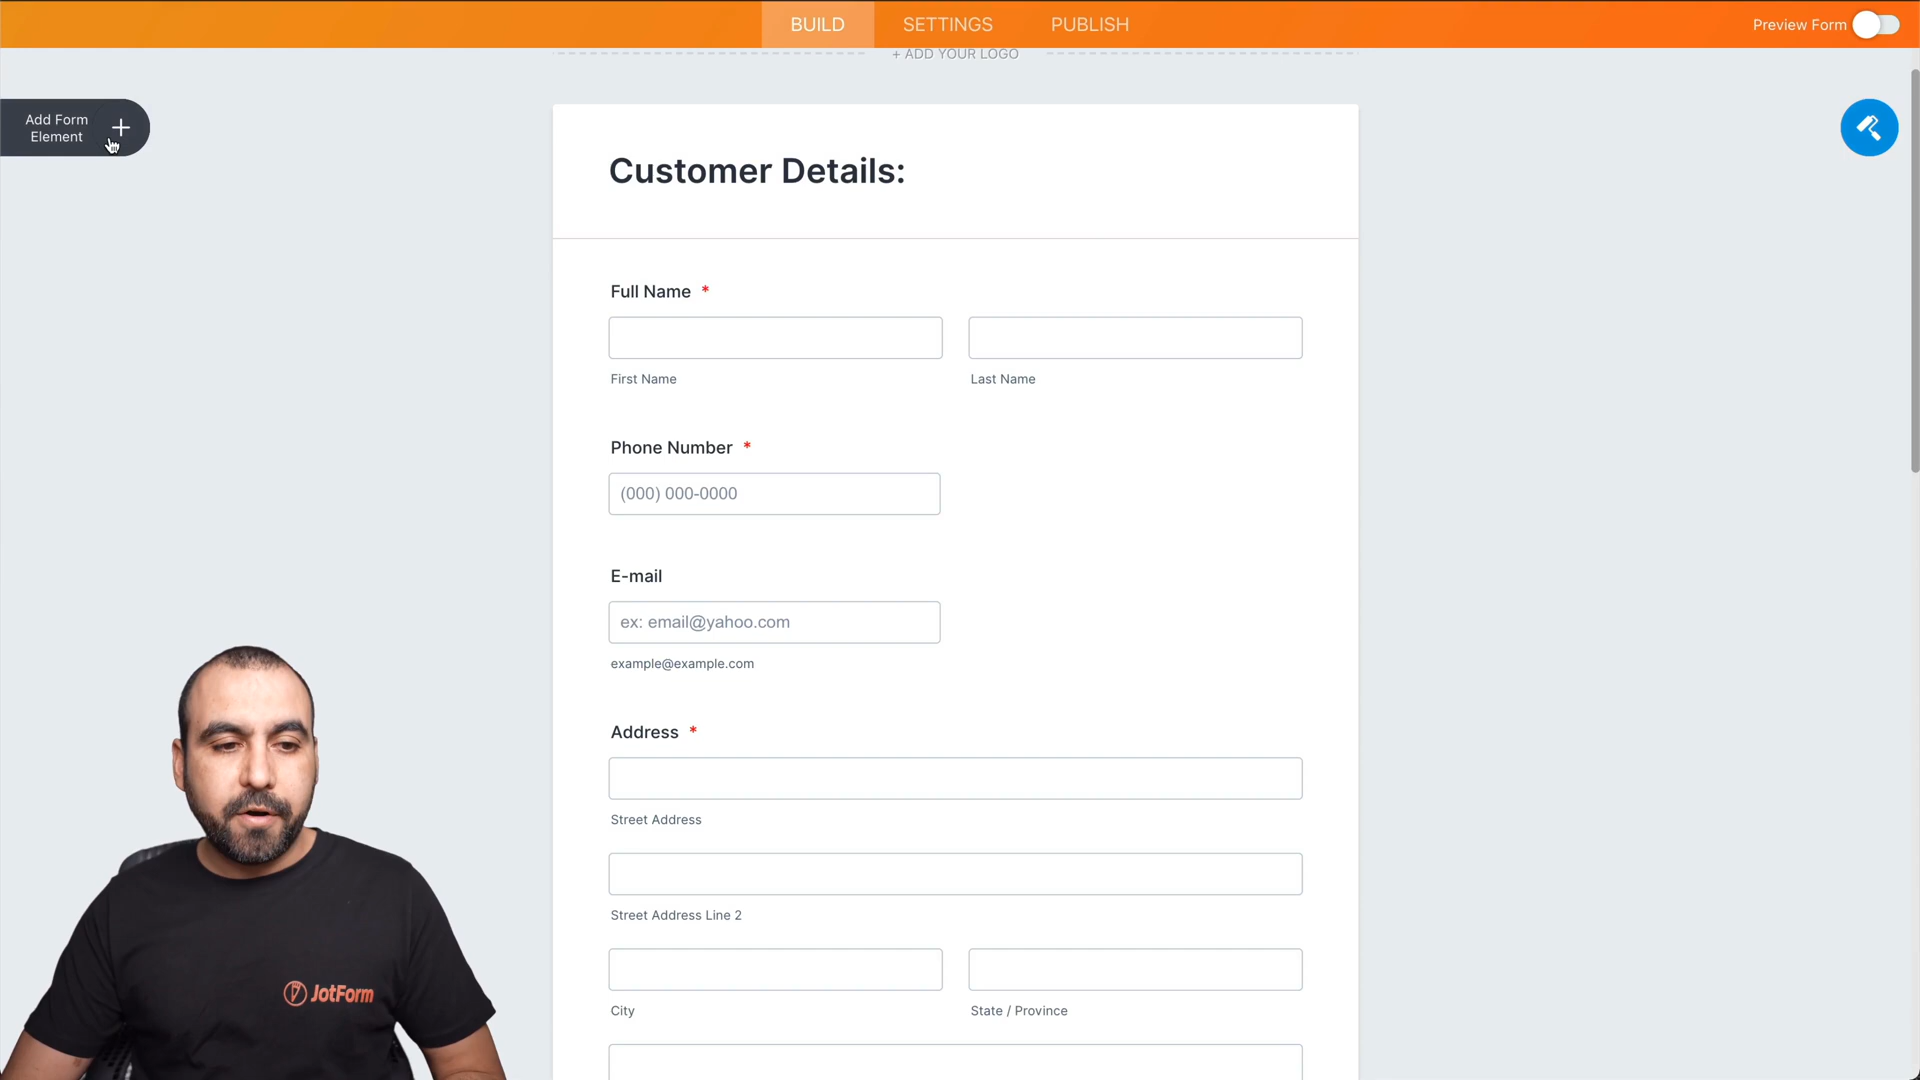 BUILD SETTINGS PUBLISH Preview Form
+ ADD YOUR LOGO
Add Form
Element
Customer Details:
Full Name *
First Name Last Name
Phone Number *
(000) 000-0000
E-mail
ex: email@yahoo.com
example@example.com
Address *
Street Address
Street Address Line 2
City State / Province
JotForm